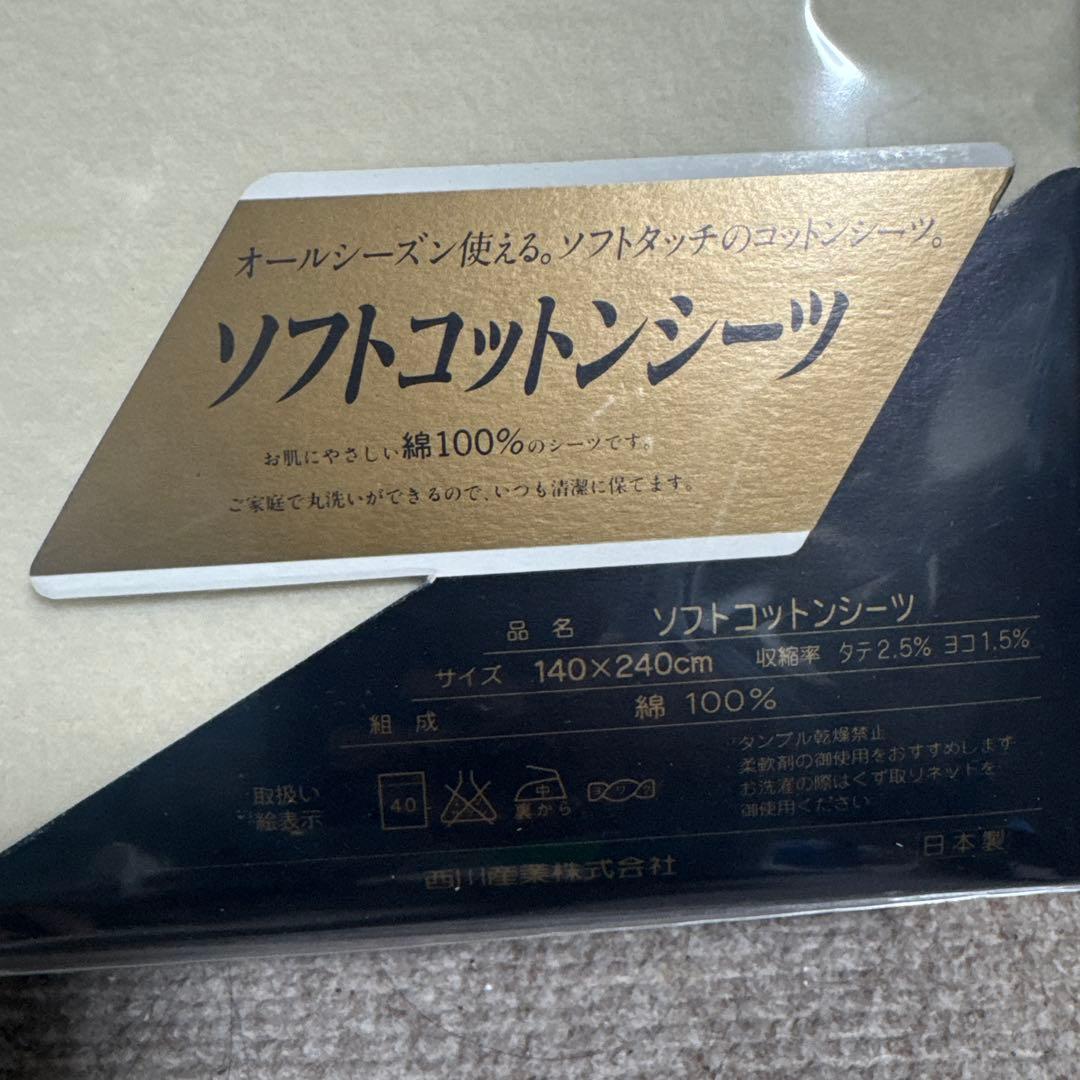 オールシーズン使える。ソフトタッチのコットンシーツ。
ソフトコットンシーツ
お肌にやさしい綿100%のシーツです。
ご家庭で丸洗いができるので、いつも清潔に保てます。
品名 ソフトコットンシーツ
サイズ 140×240cm 収縮率 タテ2.5% ヨコ1.5%
組成 綿 100%
取扱い
絵表示
40
中
裏から
ヨワク
タンブル乾燥禁止
柔軟剤の御使用をおすすめします
お洗濯の際はくず取りネットを
御使用ください
西川産業株式会社
日本製